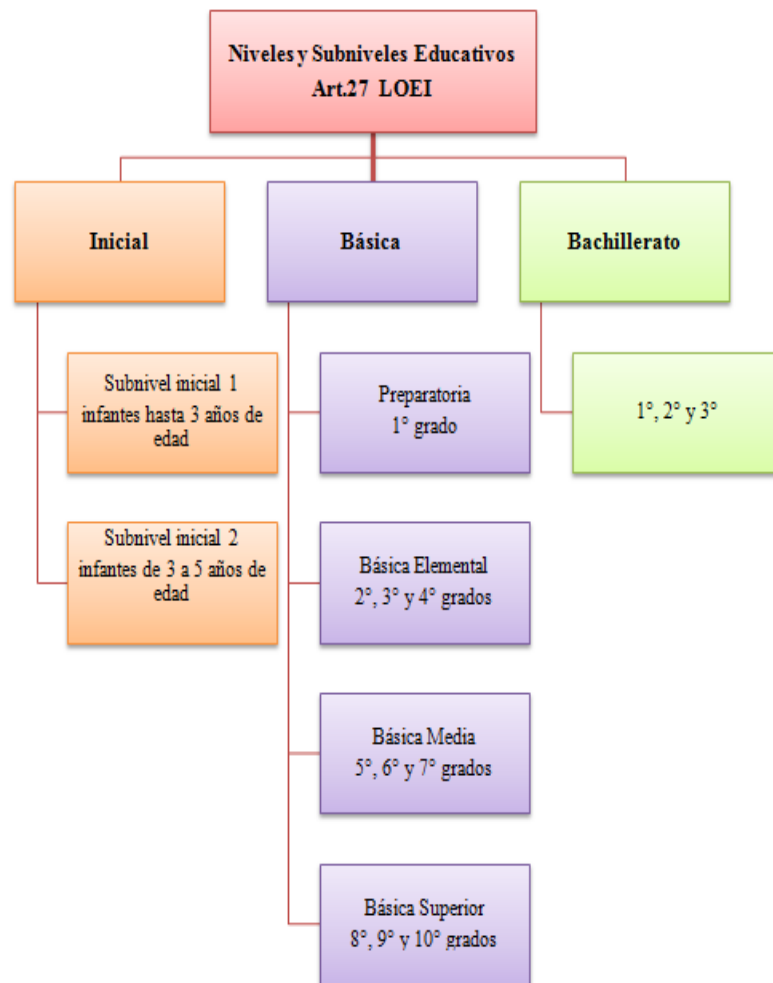 Niveles y Subniveles Educativos
Art.27 LOEI
Inicial
Básica
Bachillerato
Subnivel inicial 1
infantes hasta 3 años de
edad
Subnivel inicial 2
infantes de 3 a 5 años de
edad
Preparatoria
1° grado
Básica Elemental
2°, 3° y 4° grados
Básica Media
5°, 6° y 7° grados
Básica Superior
8°, 9° y 10° grados
1°, 2° y 3°